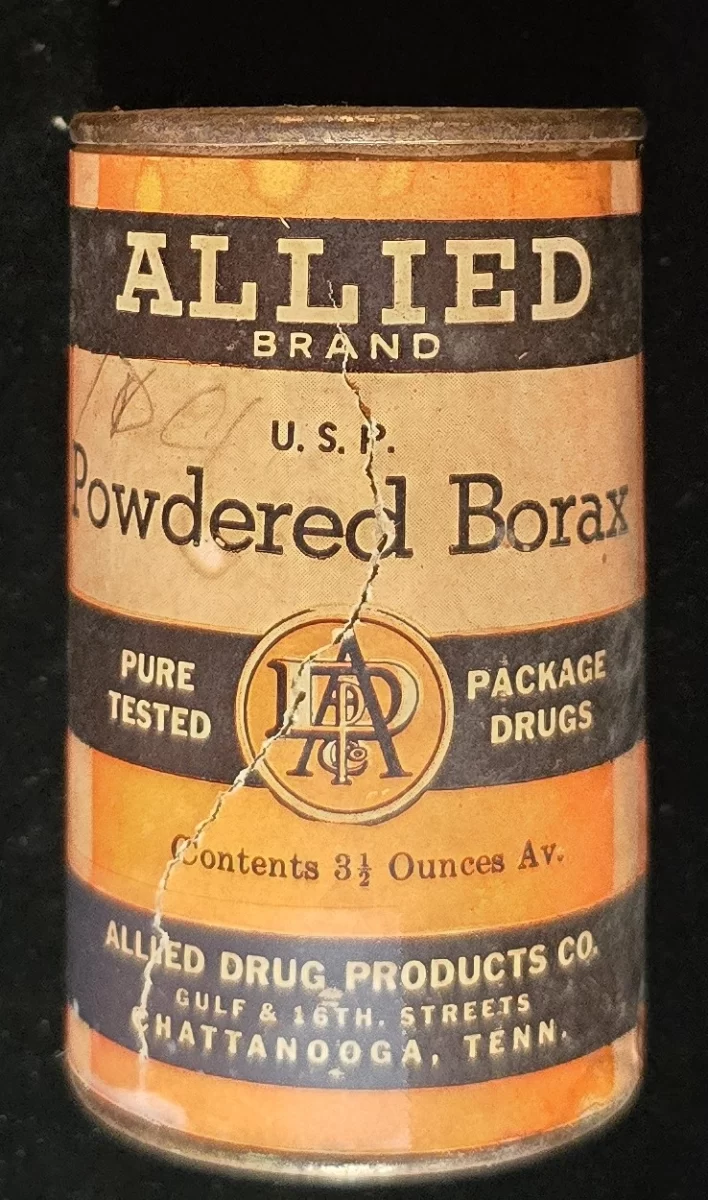 ALLIED
BRAND
U.S.P.
Powdered Borax
PURE
TESTED
PACKAGE
DRUGS
Contents 3½ Ounces Av.
ALLIED DRUG PRODUCTS CO.
GULF & 16TH. STREETS
CHATTANOOGA, TENN.